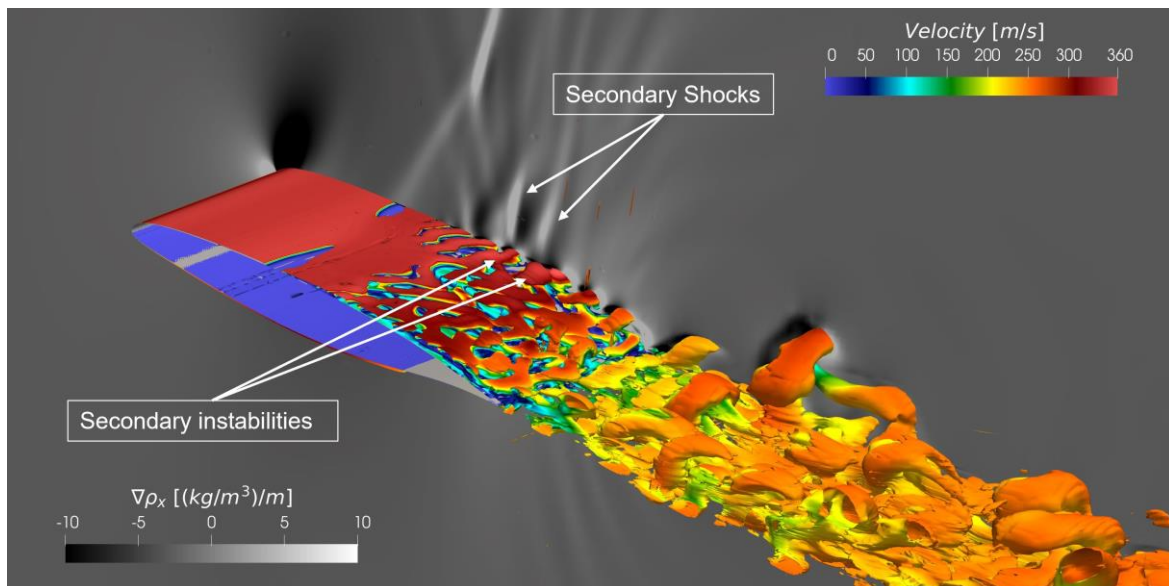 Velocity [m/s]
0 50 100 150 200 250 300 360
Secondary Shocks
Secondary instabilities
∇ρₓ [(kg/m³)/m]
-10 -5 0 5 10